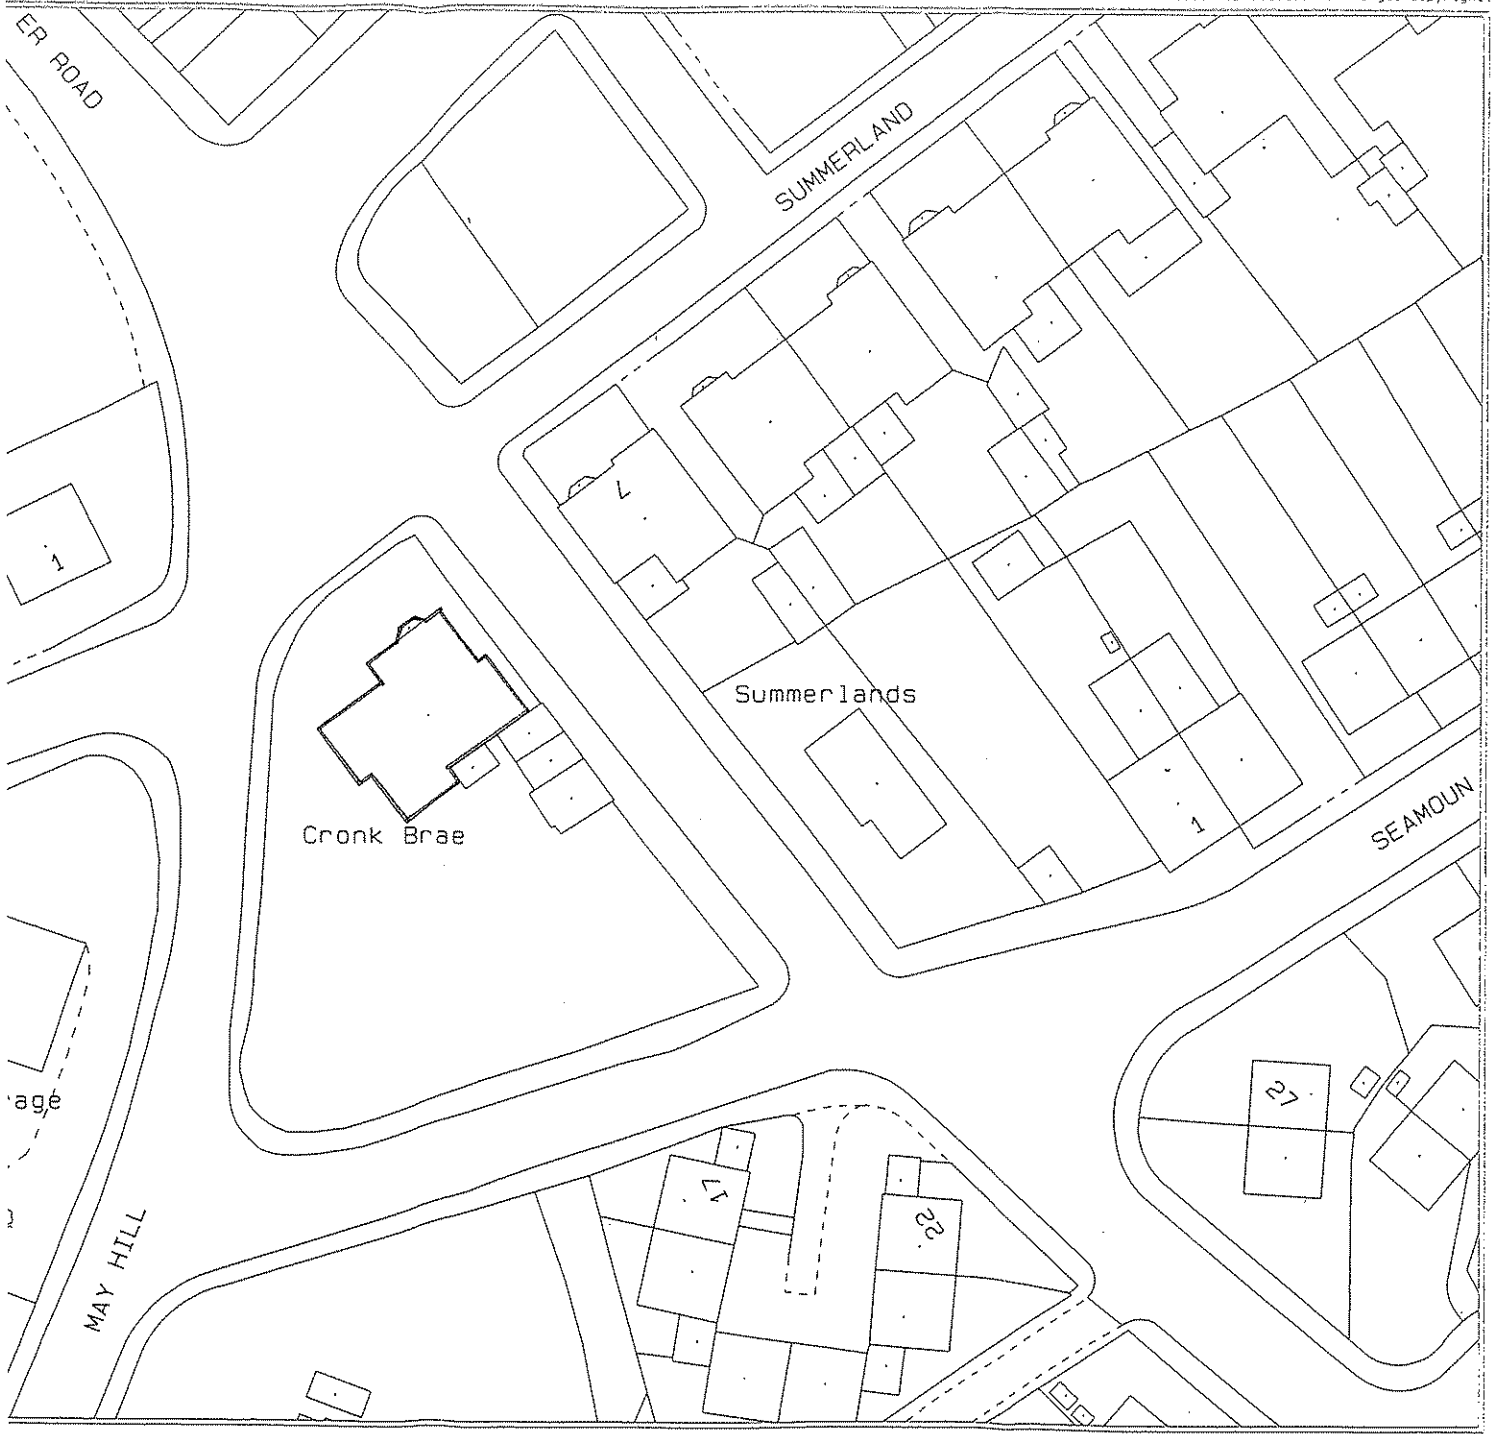 ER ROAD
SUMMERLAND
7
1
Summerlands
Cronk Brae
SEAMOUN
1
age
27
17
22
MAY HILL